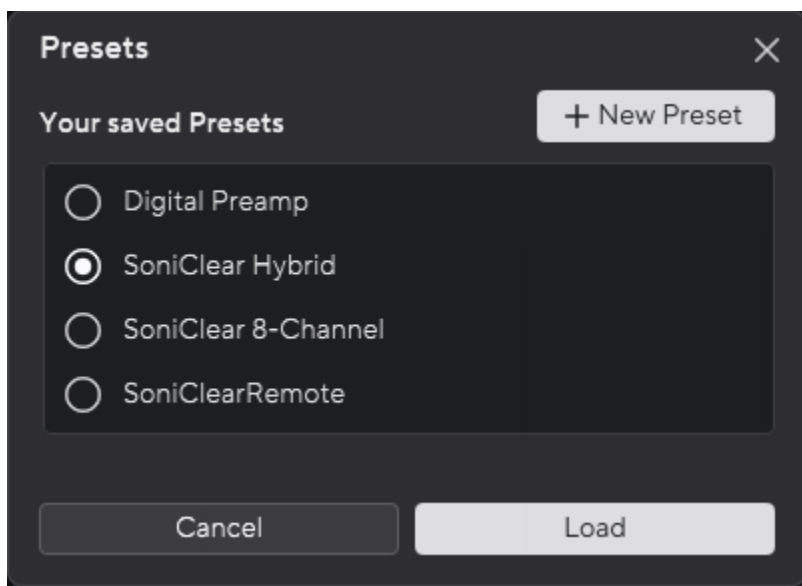 Presets
Your saved Presets
+ New Preset
Digital Preamp
SoniClear Hybrid
SoniClear 8-Channel
SoniClearRemote
Cancel
Load